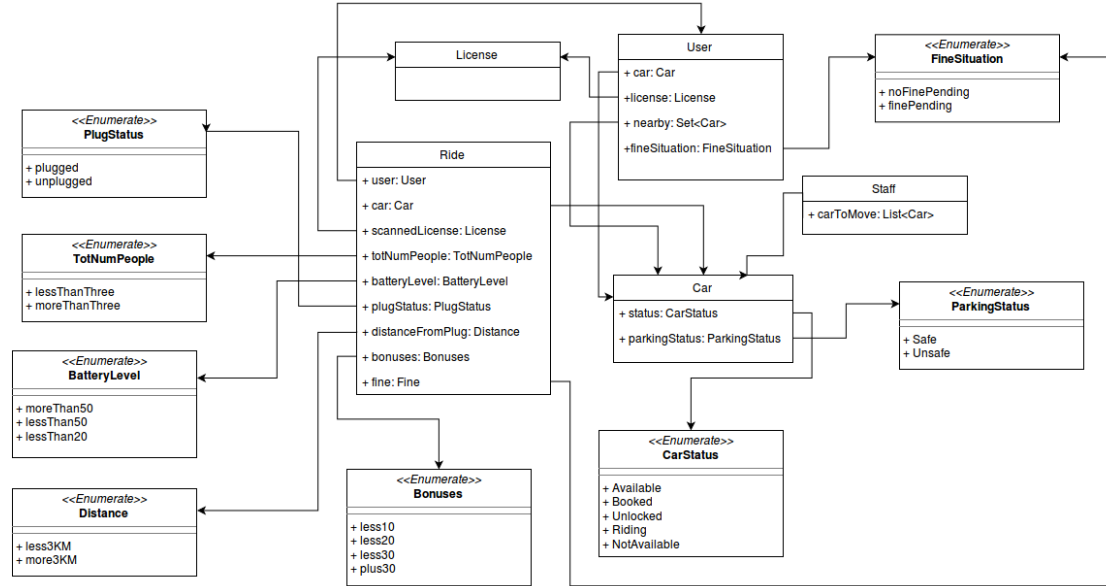 License
User
+ car: Car
+license: License
+ nearby: Set<Car>
+fineSituation: FineSituation
<<Enumerate>>
FineSituation
+ noFinePending
+ finePending
<<Enumerate>>
PlugStatus
+ plugged
+ unplugged
Ride
+ user: User
+ car: Car
+ scannedLicense: License
+ totNumPeople: TotNumPeople
+ batteryLevel: BatteryLevel
+ plugStatus: PlugStatus
+ distanceFromPlug: Distance
+ bonuses: Bonuses
+ fine: Fine
Staff
+ carToMove: List<Car>
<<Enumerate>>
TotNumPeople
+ lessThanThree
+ moreThanThree
Car
+ status: CarStatus
+ parkingStatus: ParkingStatus
<<Enumerate>>
ParkingStatus
+ Safe
+ Unsafe
<<Enumerate>>
BatteryLevel
+ moreThan50
+ lessThan50
+ lessThan20
<<Enumerate>>
CarStatus
+ Available
+ Booked
+ Unlocked
+ Riding
+ NotAvailable
<<Enumerate>>
Bonuses
+ less10
+ less20
+ less30
+ plus30
<<Enumerate>>
Distance
+ less3KM
+ more3KM